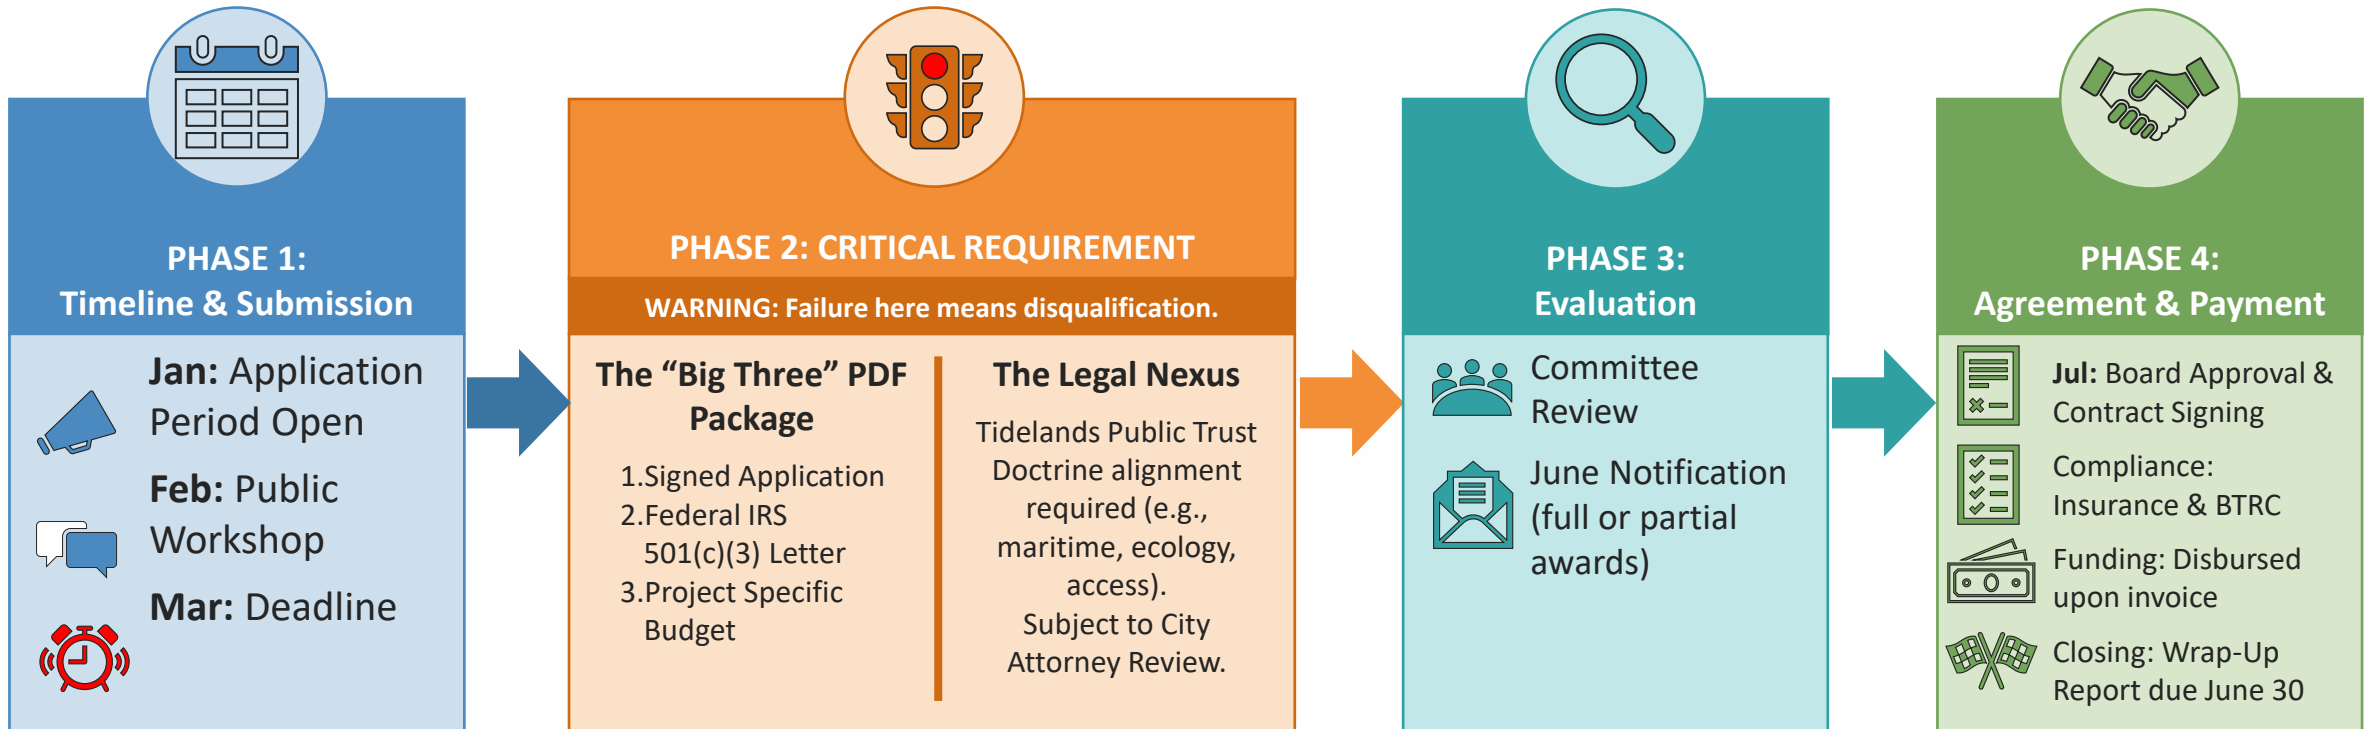 PHASE 1:
Timeline & Submission
Jan: Application
Period Open
Feb: Public
Workshop
Mar: Deadline
PHASE 2: CRITICAL REQUIREMENT
WARNING: Failure here means disqualification.
The “Big Three” PDF
Package
1.Signed Application
2.Federal IRS
501(c)(3) Letter
3.Project Specific
Budget
The Legal Nexus
Tidelands Public Trust
Doctrine alignment
required (e.g.,
maritime, ecology,
access).
Subject to City
Attorney Review.
PHASE 3:
Evaluation
Committee
Review
June Notification
(full or partial
awards)
PHASE 4:
Agreement & Payment
Jul: Board Approval &
Contract Signing
Compliance:
Insurance & BTRC
Funding: Disbursed
upon invoice
Closing: Wrap-Up
Report due June 30